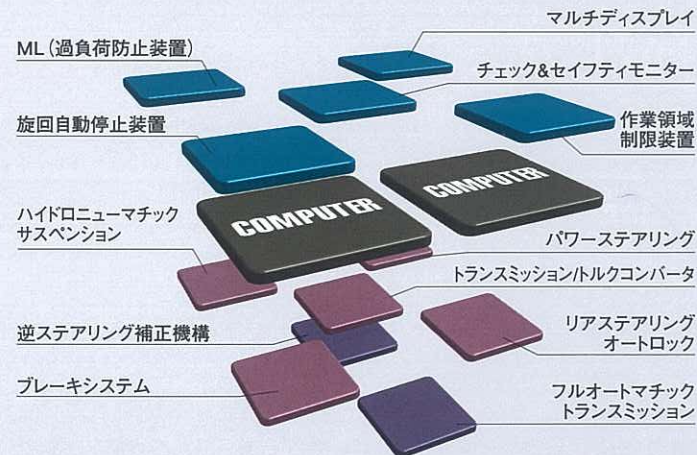 マルチディスプレイ
ML(過負荷防止装置)
チェック&セイフティモニター
旋回自動停止装置
作業領域
制限装置
COMPUTER
COMPUTER
ハイドロニューマチック
サスペンション
パワーステアリング
トランスミッション/トルクコンバータ
逆ステアリング補正機構
リアステアリング
オートロック
ブレーキシステム
フルオートマチック
トランスミッション